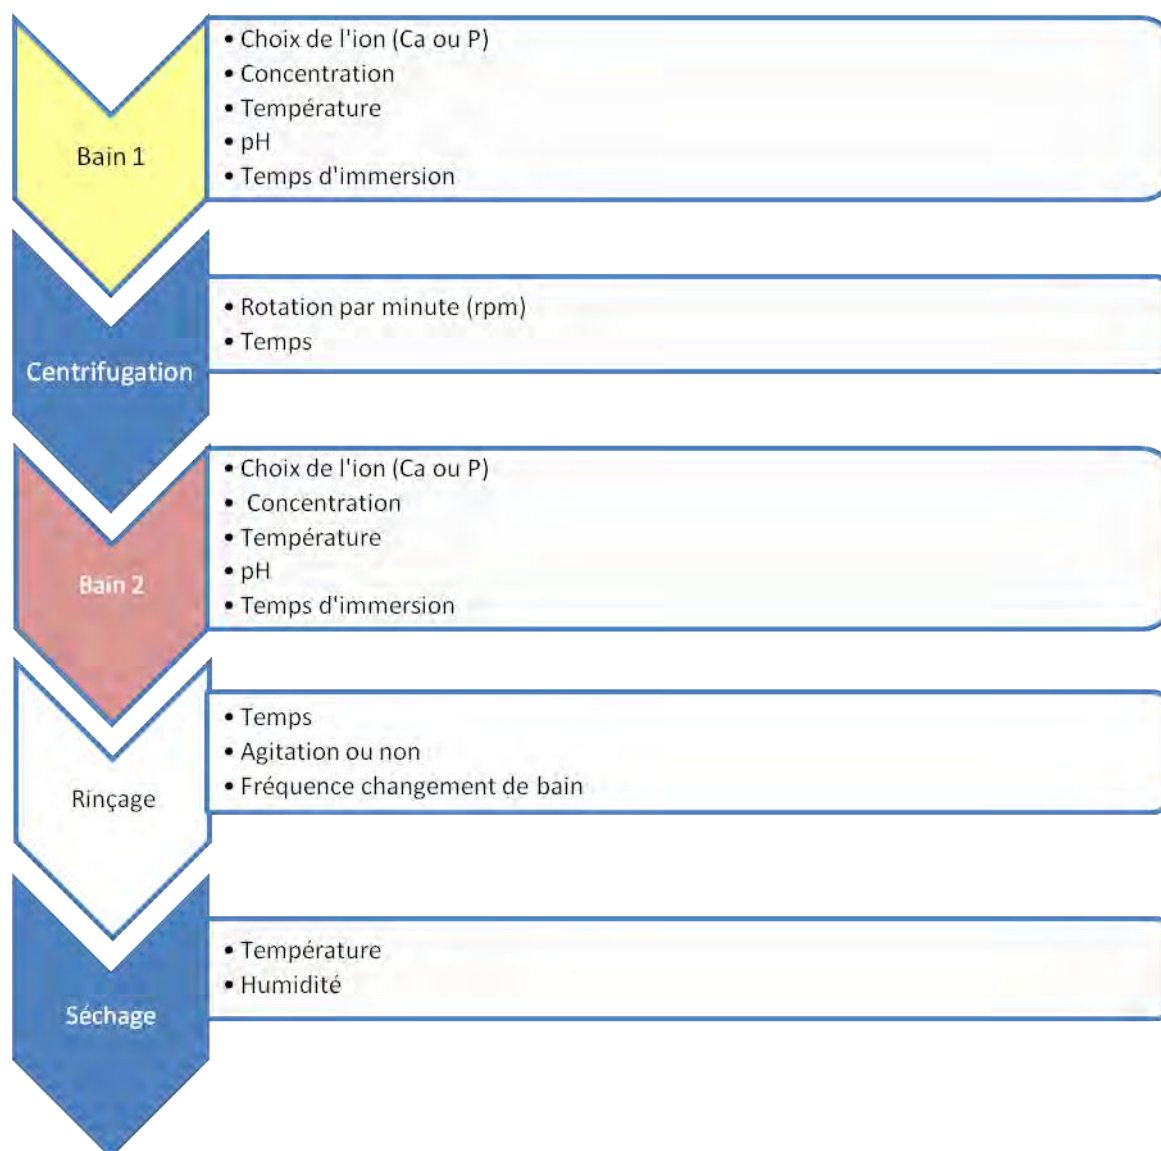 Bain 1
• Choix de l'ion (Ca ou P)
• Concentration
• Température
• pH
• Temps d'immersion
Centrifugation
• Rotation par minute (rpm)
• Temps
Bain 2
• Choix de l'ion (Ca ou P)
• Concentration
• Température
• pH
• Temps d'immersion
Rinçage
• Temps
• Agitation ou non
• Fréquence changement de bain
Séchage
• Température
• Humidité